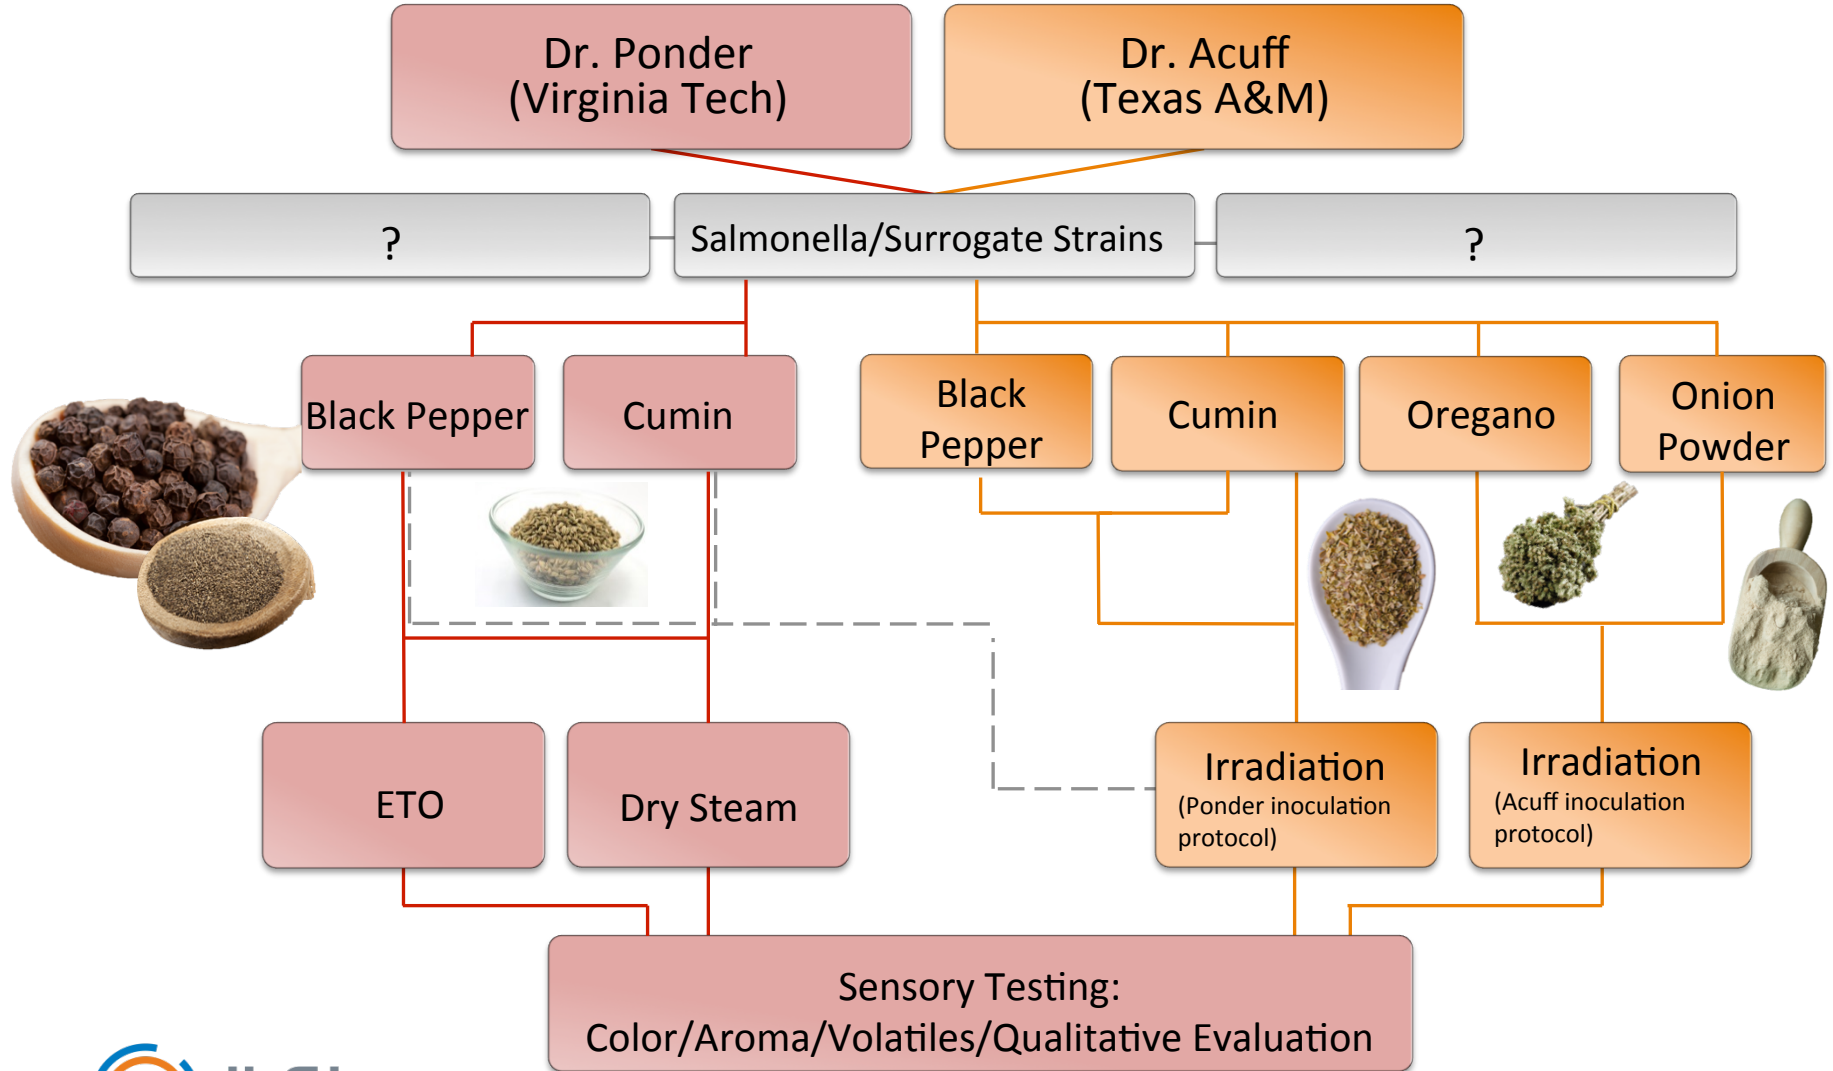 Dr. Ponder
(Virginia Tech)
Dr. Acuff
(Texas A&M)
?
Salmonella/Surrogate Strains
?
Black Pepper
Cumin
Black
Pepper
Cumin
Oregano
Onion
Powder
ETO
Dry Steam
Irradiation
(Ponder inoculation
protocol)
Irradiation
(Acuff inoculation
protocol)
Sensory Testing:
Color/Aroma/Volatiles/Qualitative Evaluation